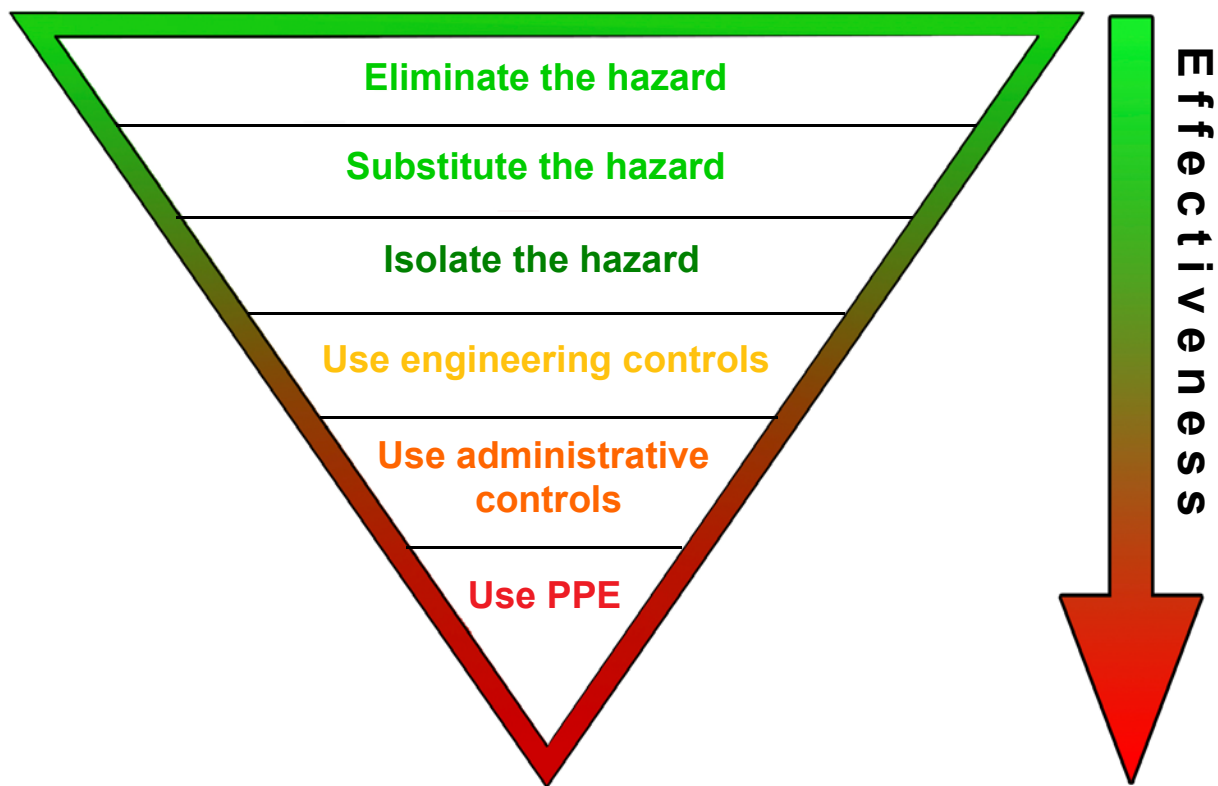 Eliminate the hazard
Substitute the hazard
Isolate the hazard
Use engineering controls
Use administrative
controls
Use PPE
Effectiveness